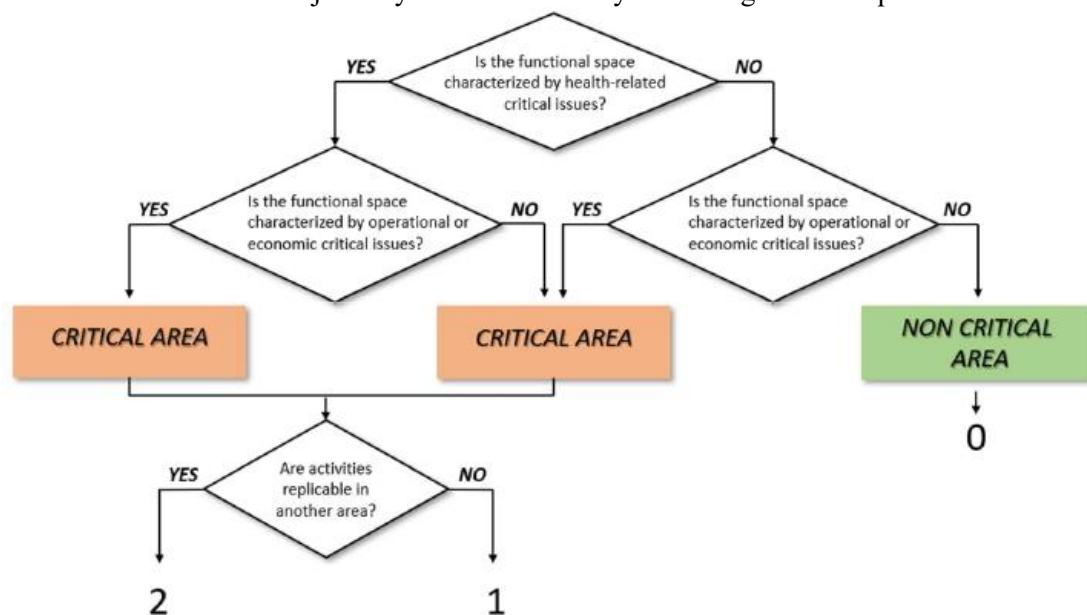 YES
Is the functional space
characterized by health-related
critical issues?
NO
YES
Is the functional space
characterized by operational or
economic critical issues?
NO
YES
Is the functional space
characterized by operational or
economic critical issues?
NO
CRITICAL AREA
CRITICAL AREA
NON CRITICAL
AREA
0
YES
Are activities
replicable in
another area?
NO
2
1